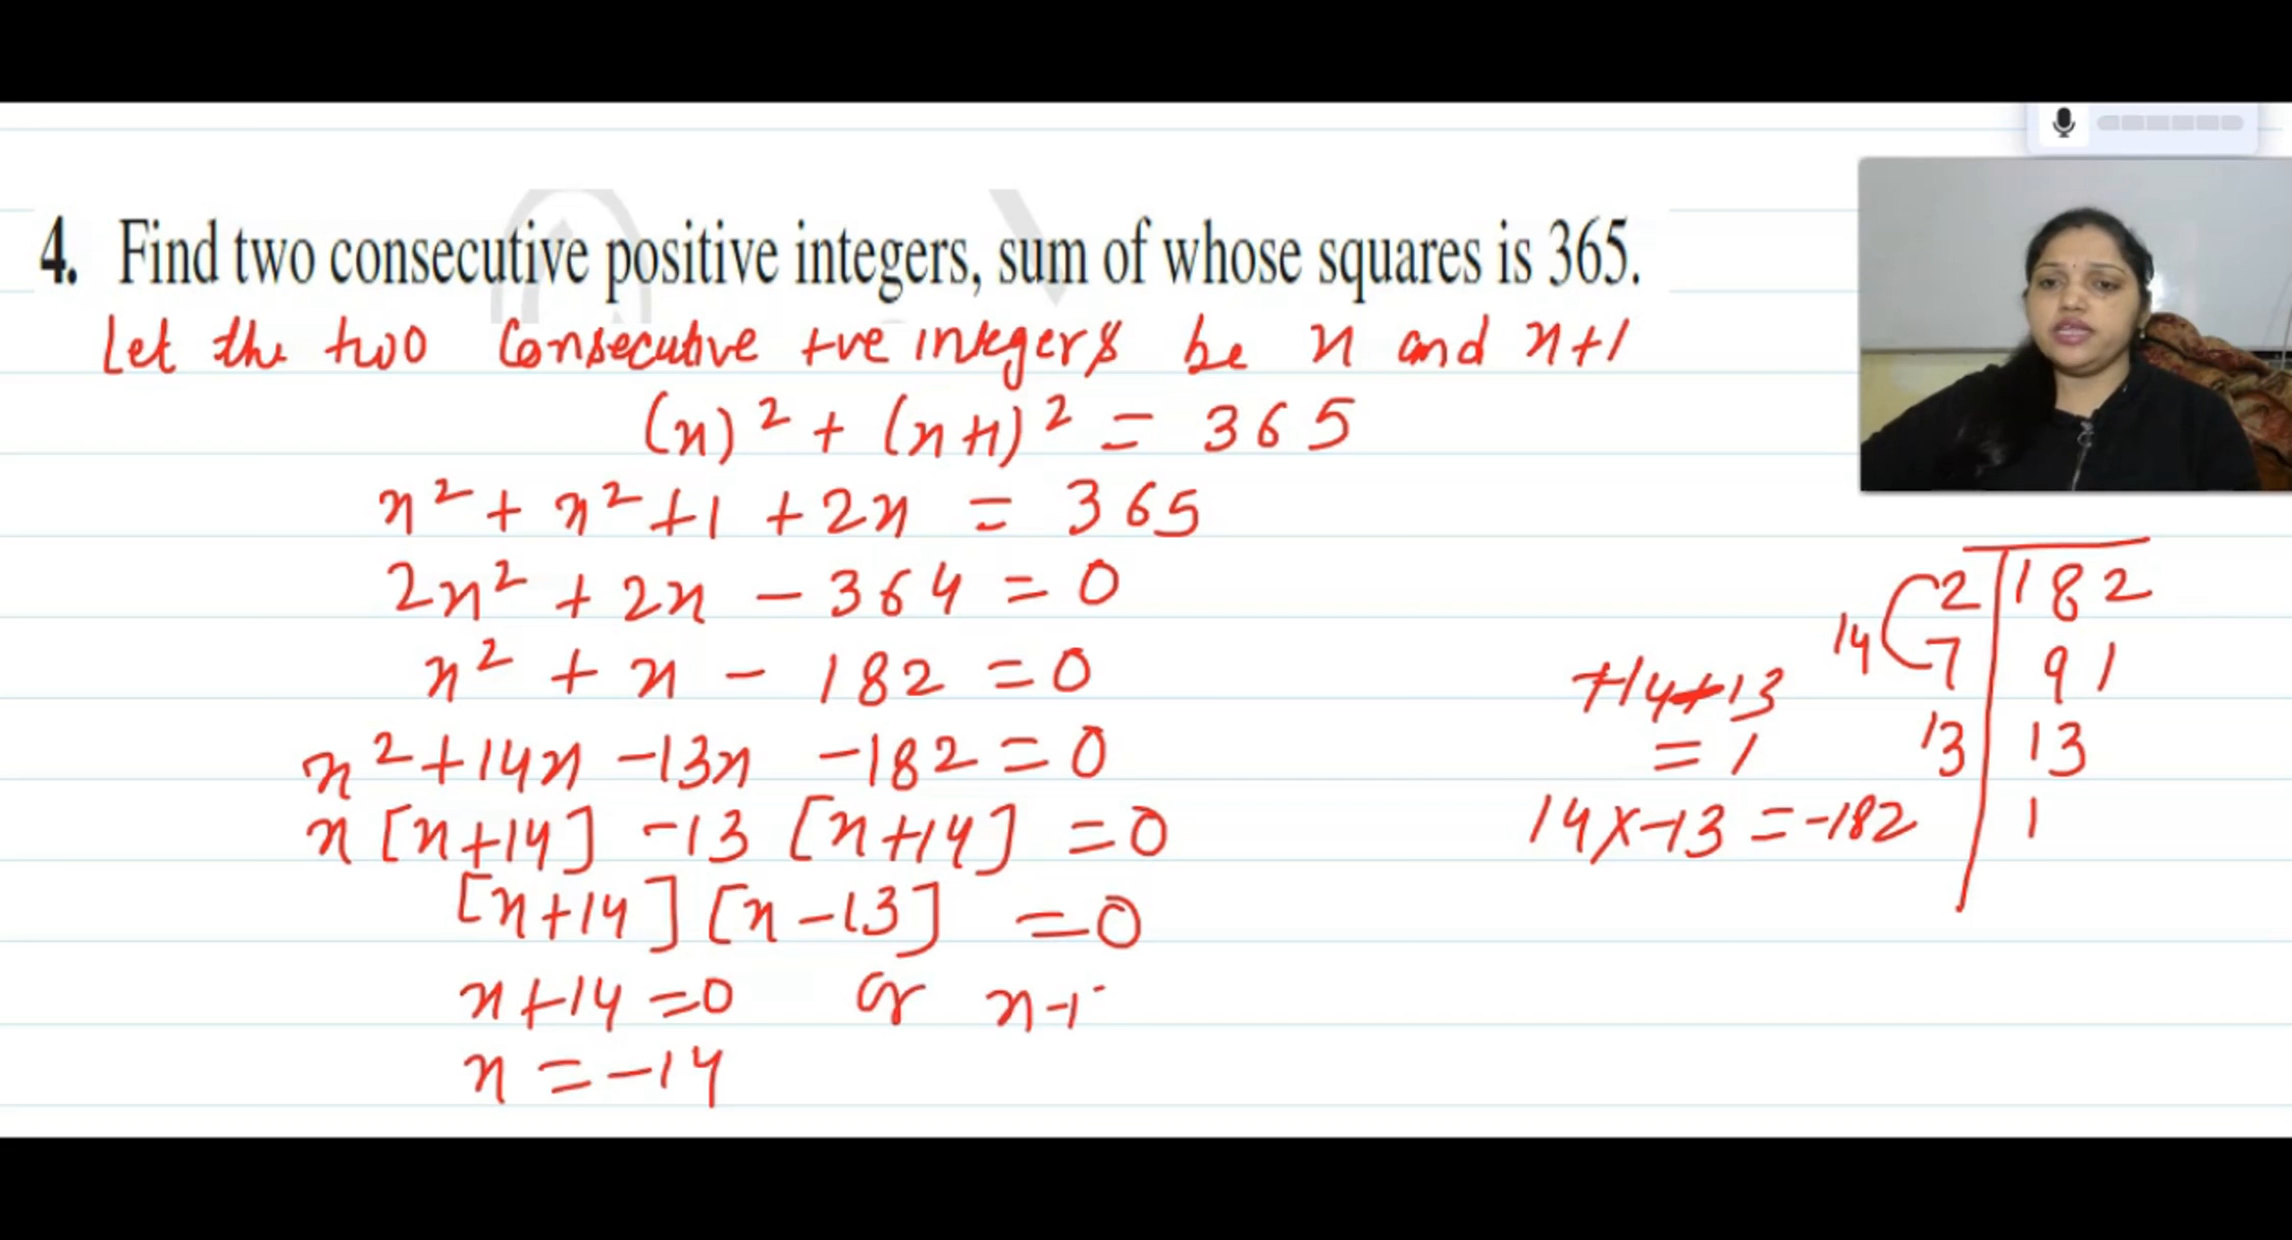 4. Find two consecutive positive integers, sum of whose squares is 365.
Let the two Consecutive +ve integers be x and x+1
(x)² + (x+1)² = 365
x² + x² +1 +2x = 365
2x² + 2x - 364 = 0
x² + x - 182 = 0
x² +14x -13x -182 = 0
x [x+14] -13 [x+14] = 0
[x+14] [x-13] = 0
x+14 = 0 or x-1
x = -14
2 182
14 7 91
13 13
1
+14-13
= 1
14x-13 = -182